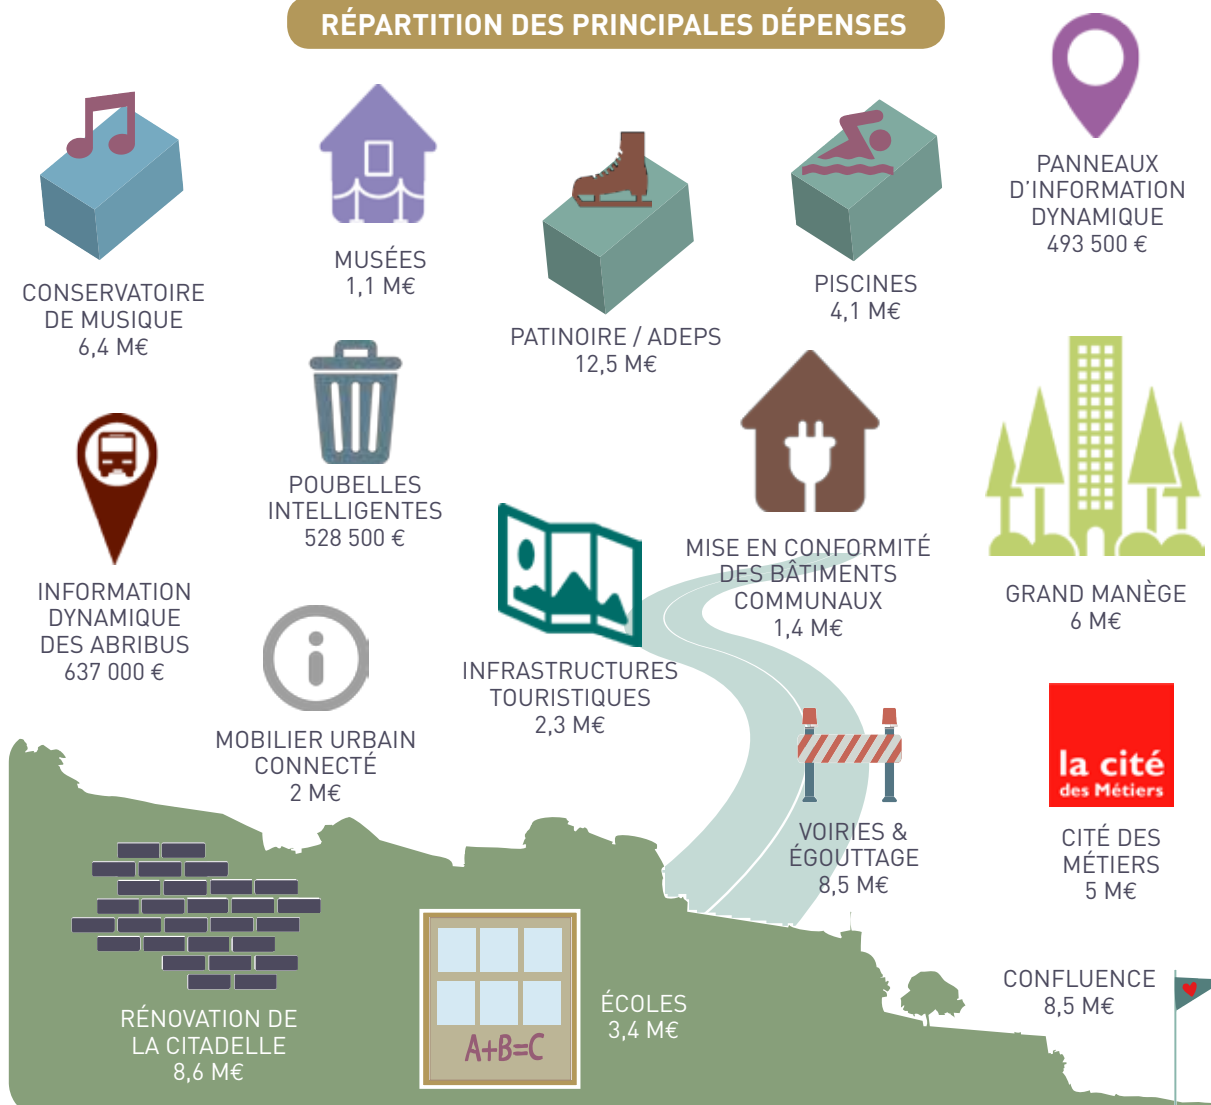 RÉPARTITION DES PRINCIPALES DÉPENSES
CONSERVATOIRE
DE MUSIQUE
6,4 M€
MUSÉES
1,1 M€
PATINOIRE / ADEPS
12,5 M€
PISCINES
4,1 M€
PANNEAUX
D'INFORMATION
DYNAMIQUE
493 500 €
INFORMATION
DYNAMIQUE
DES ABRIBUS
637 000 €
POUBELLES
INTELLIGENTES
528 500 €
MOBILIER URBAIN
CONNECTÉ
2 M€
INFRASTRUCTURES
TOURISTIQUES
2,3 M€
MISE EN CONFORMITÉ
DES BÂTIMENTS
COMMUNAUX
1,4 M€
GRAND MANÈGE
6 M€
VOIRIES &
ÉGOUTTAGE
8,5 M€
la cité
des Métiers
CITÉ DES
MÉTIERS
5 M€
RÉNOVATION DE
LA CITADELLE
8,6 M€
A+B=C
ÉCOLES
3,4 M€
CONFLUENCE
8,5 M€